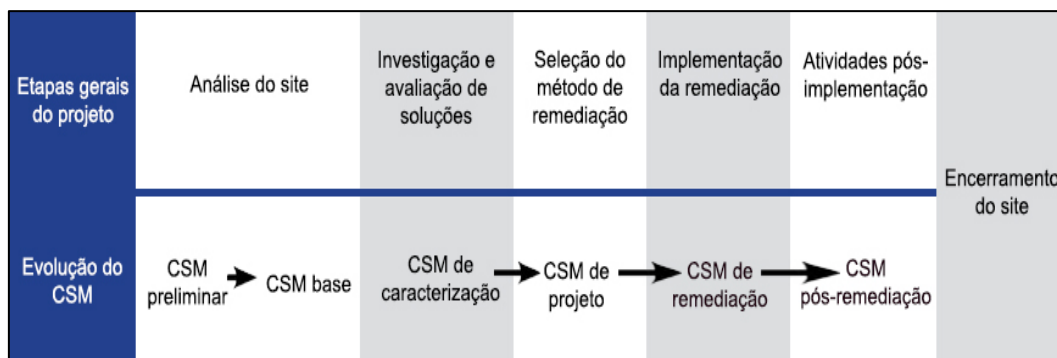 Etapas gerais
do projeto
Análise do site
Investigação e
avaliação de
soluções
Seleção do
método de
remediação
Implementação
da remediação
Atividades pós-
implementação
Encerramento
do site
Evolução do
CSM
CSM
preliminar
CSM base
CSM de
caracterização
CSM de
projeto
CSM de
remediação
CSM
pós-remediação